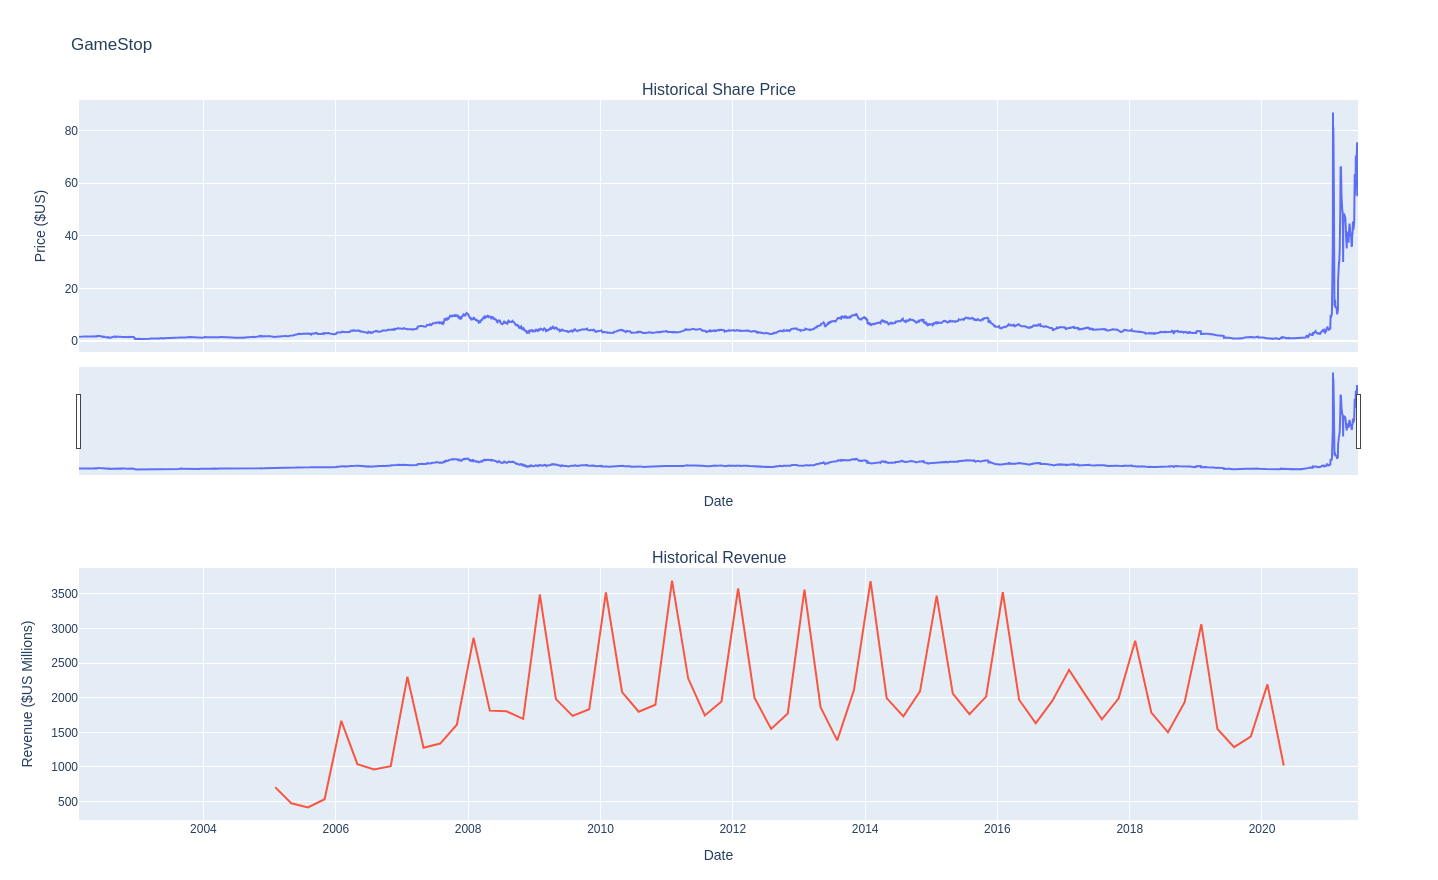 GameStop
Historical Share Price
80
60
40
20
0
Price ($US)
Date
Historical Revenue
3500
3000
2500
2000
1500
1000
500
Revenue ($US Millions)
2004 2006 2008 2010 2012 2014 2016 2018 2020
Date